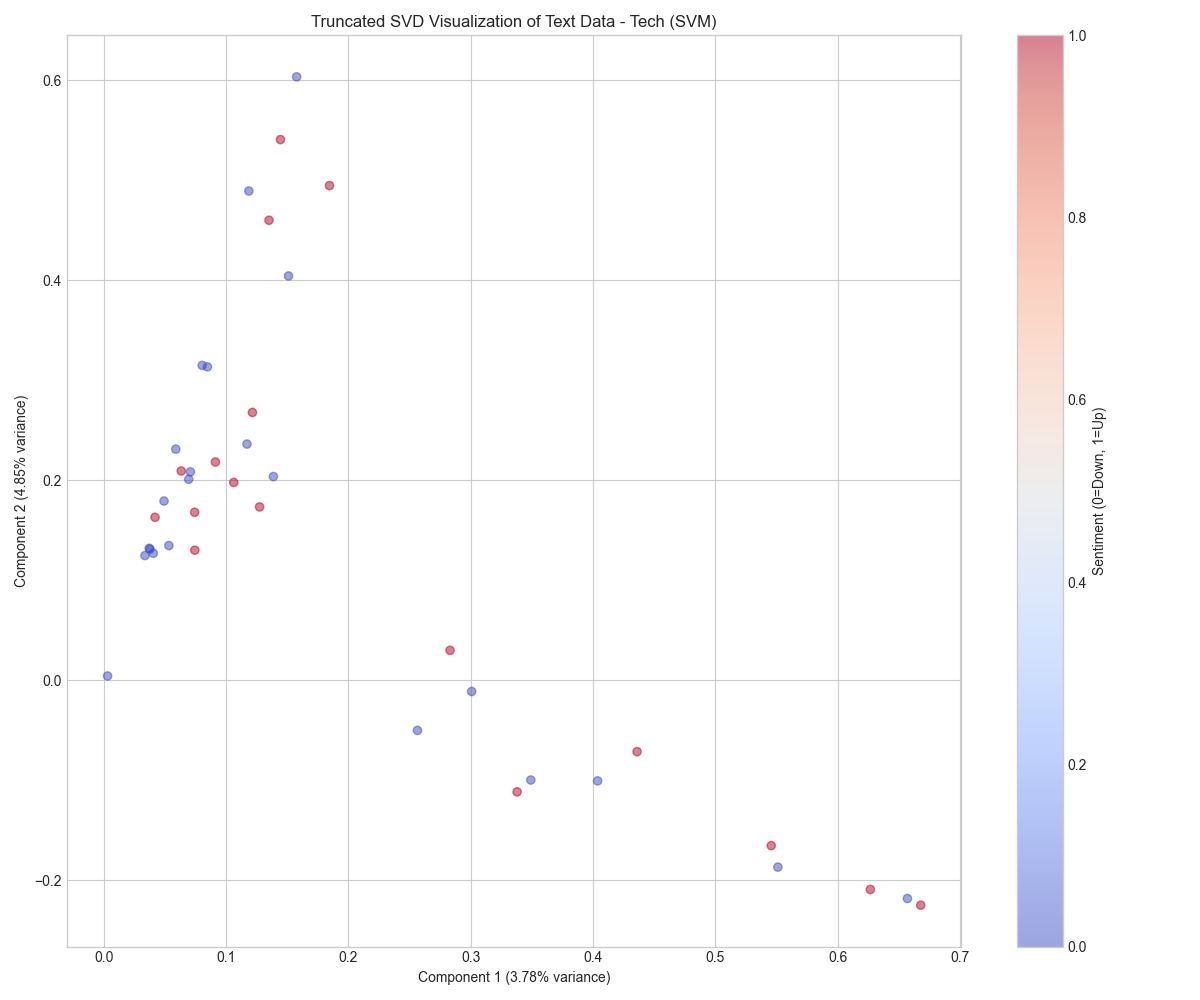 Truncated SVD Visualization of Text Data - Tech (SVM)
1.0
0.6
0.8
0.4
Component 2 (4.85% variance)
0.6
Sentiment (0=Down, 1=Up)
0.2
0.4
0.0
0.2
−0.2
0.0
0.0 0.1 0.2 0.3 0.4 0.5 0.6 0.7
Component 1 (3.78% variance)